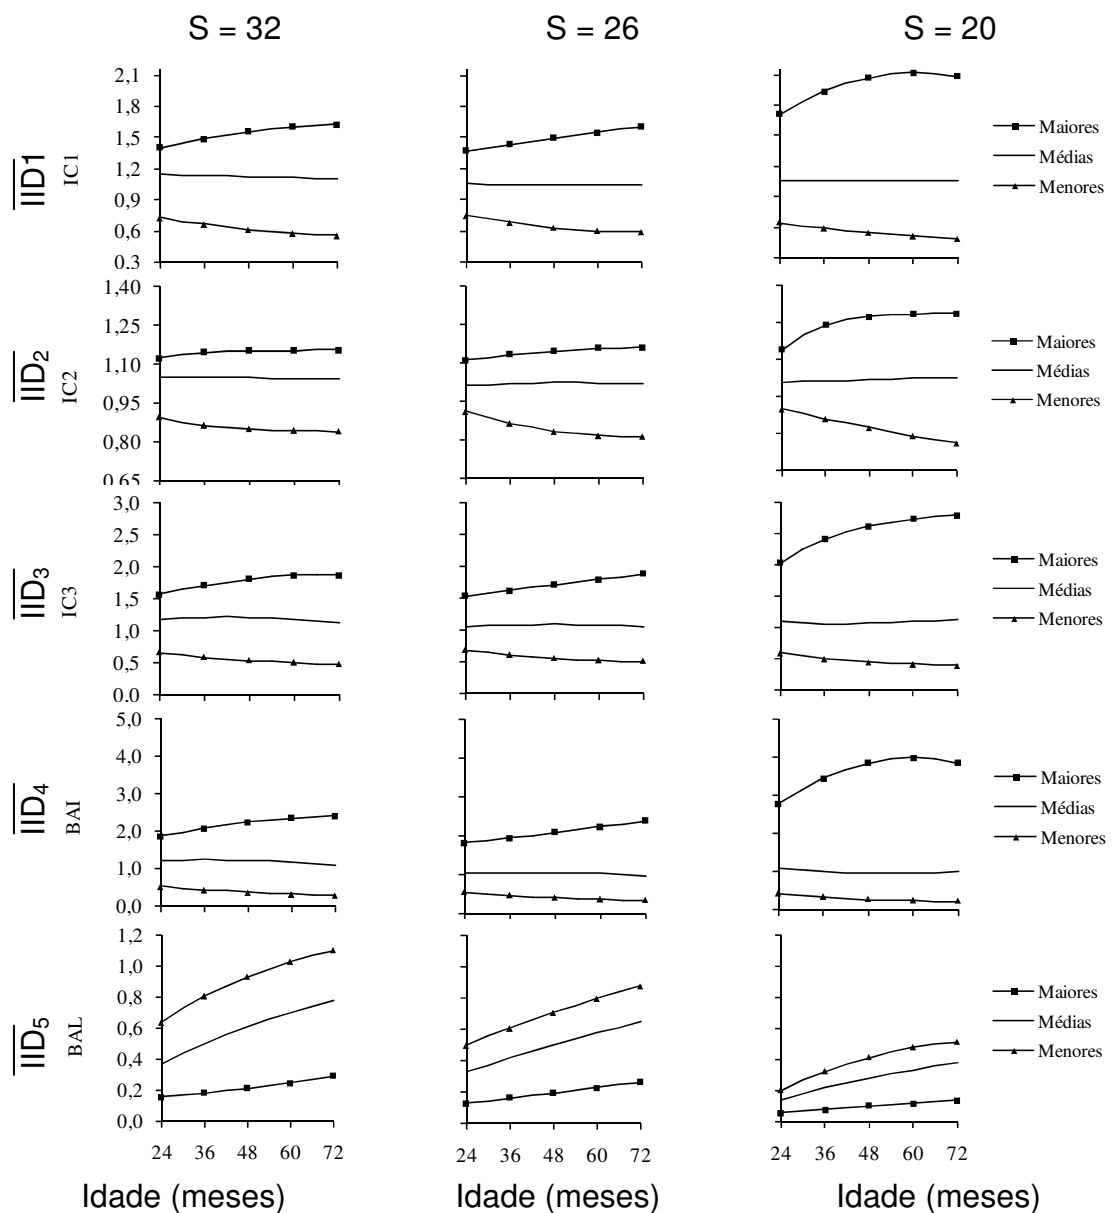 S = 32 S = 26 S = 20
IID1
IC1
2,1
1,8
1,5
1,2
0,9
0,6
0.3
Maiores
Médias
Menores
IID2
IC2
1,40
1,25
1,10
0,95
0,80
0.65
Maiores
Médias
Menores
IID3
IC3
3,0
2,5
2,0
1,5
1,0
0,5
0.0
Maiores
Médias
Menores
IID4
BAI
5,0
4,0
3,0
2,0
1,0
0,0
Maiores
Médias
Menores
IID5
BAL
1,2
1,0
0,8
0,6
0,4
0,2
0,0
Maiores
Médias
Menores
24 36 48 60 72 24 36 48 60 72 24 36 48 60 72
Idade (meses) Idade (meses) Idade (meses)